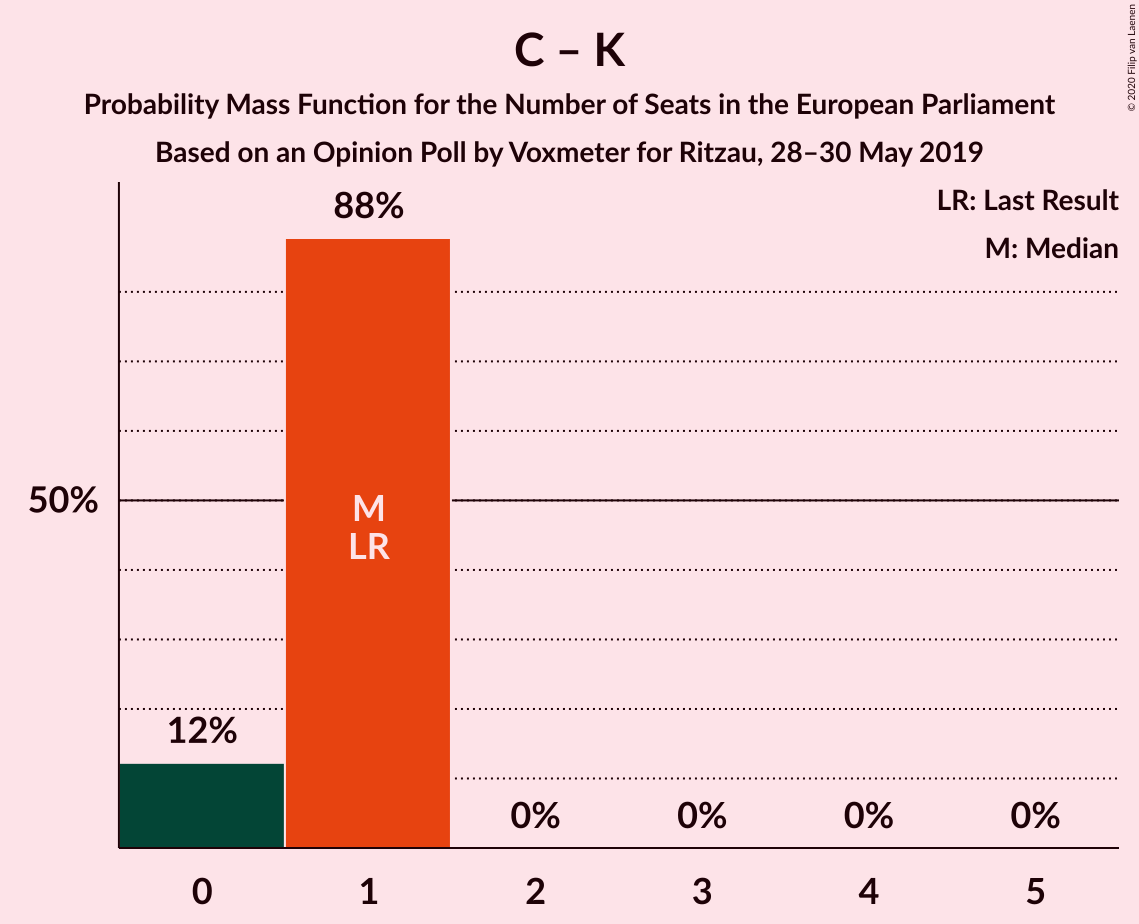 C – K
Probability Mass Function for the Number of Seats in the European Parliament
Based on an Opinion Poll by Voxmeter for Ritzau, 28–30 May 2019
© 2020 Filip van Laenen
LR: Last Result
M: Median
88%
50%
M
LR
12%
0% 0% 0% 0%
0 1 2 3 4 5